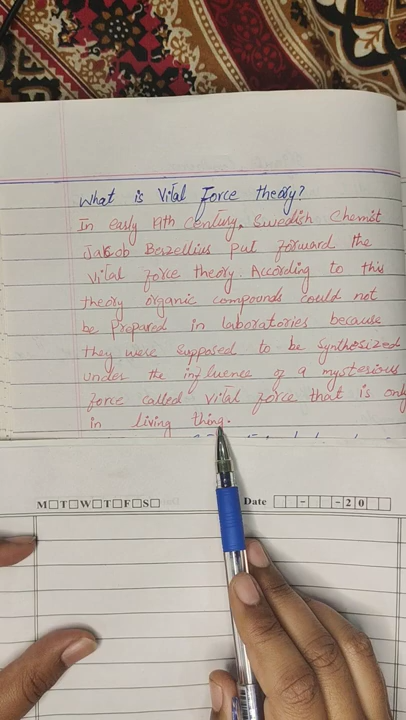 What is Vital Force theory?
In early 19th century, Swedish Chemist
Jakob Berzellius put forward the
vital force theory. According to this
theory organic compounds could not
be prepared in laboratories because
they were supposed to be synthesized
under the influence of a mysterious
force called vital force that is only
in living thing.
M☐T☐W☐T☐F☐S☐ Date ☐☐-☐☐-20☐☐